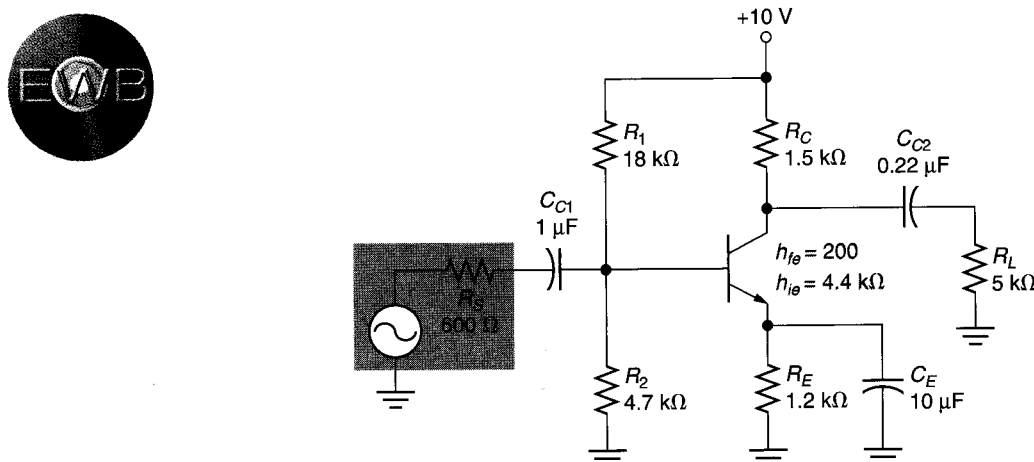 EWB
+10 V
R1
18 kΩ
RC
1.5 kΩ
CC2
0.22 μF
CC1
1 μF
RS
600 Ω
hfe = 200
hie = 4.4 kΩ
RL
5 kΩ
R2
4.7 kΩ
RE
1.2 kΩ
CE
10 μF